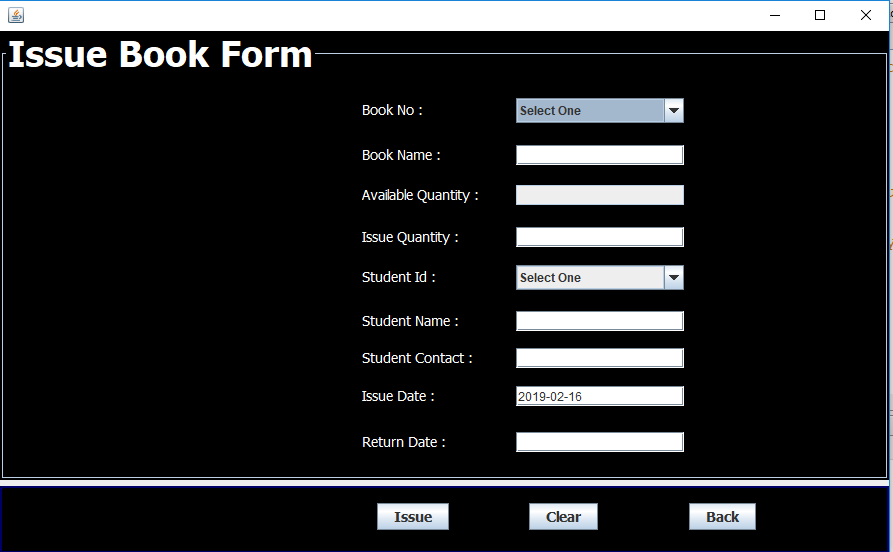 Issue Book Form
Book No : Select One
Book Name :
Available Quantity :
Issue Quantity :
Student Id : Select One
Student Name :
Student Contact :
Issue Date : 2019-02-16
Return Date :
Issue Clear Back